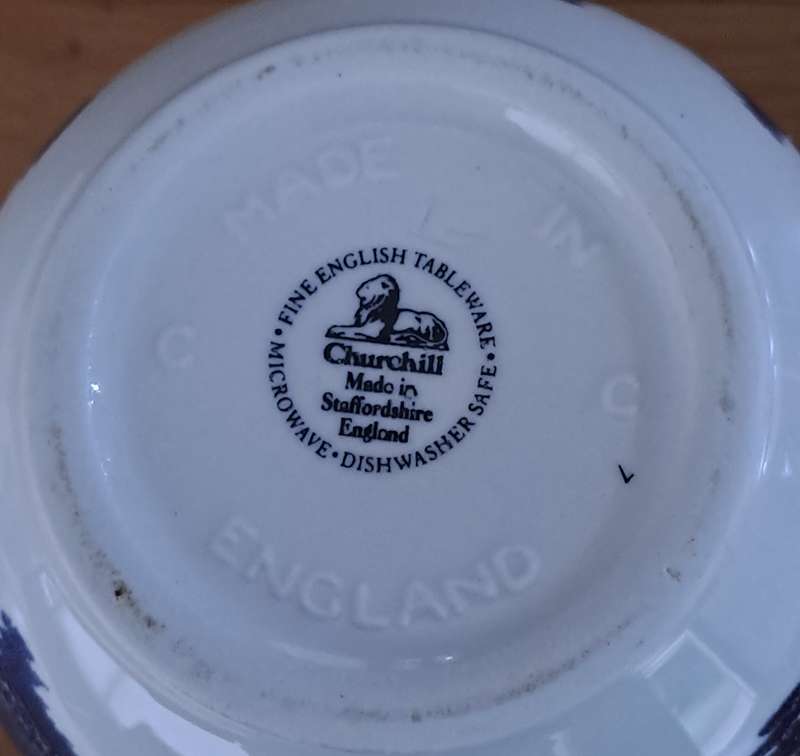 MADE IN
ENGLAND
C
C
FINE ENGLISH TABLEWARE •
MICROWAVE • DISHWASHER SAFE •
Churchill
Made in
Staffordshire
England